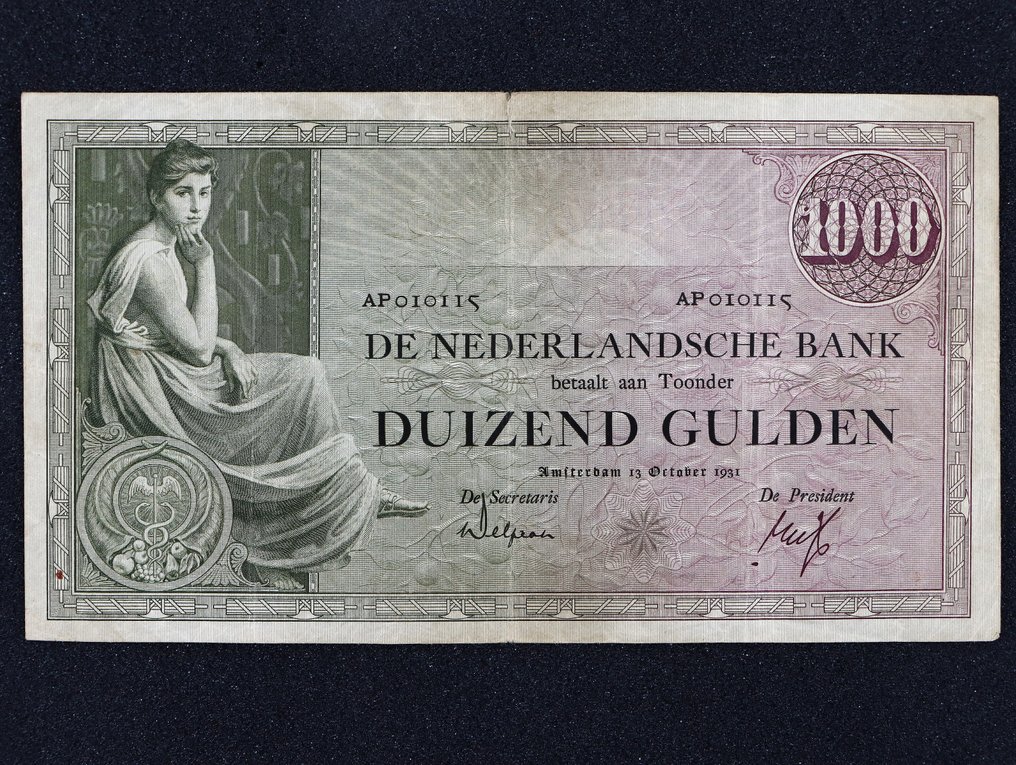 1000
AP010115 AP010115
DE NEDERLANDSCHE BANK
betaalt aan Toonder
DUIZEND GULDEN
Amsterdam 13 October 1931
De Secretaris De President